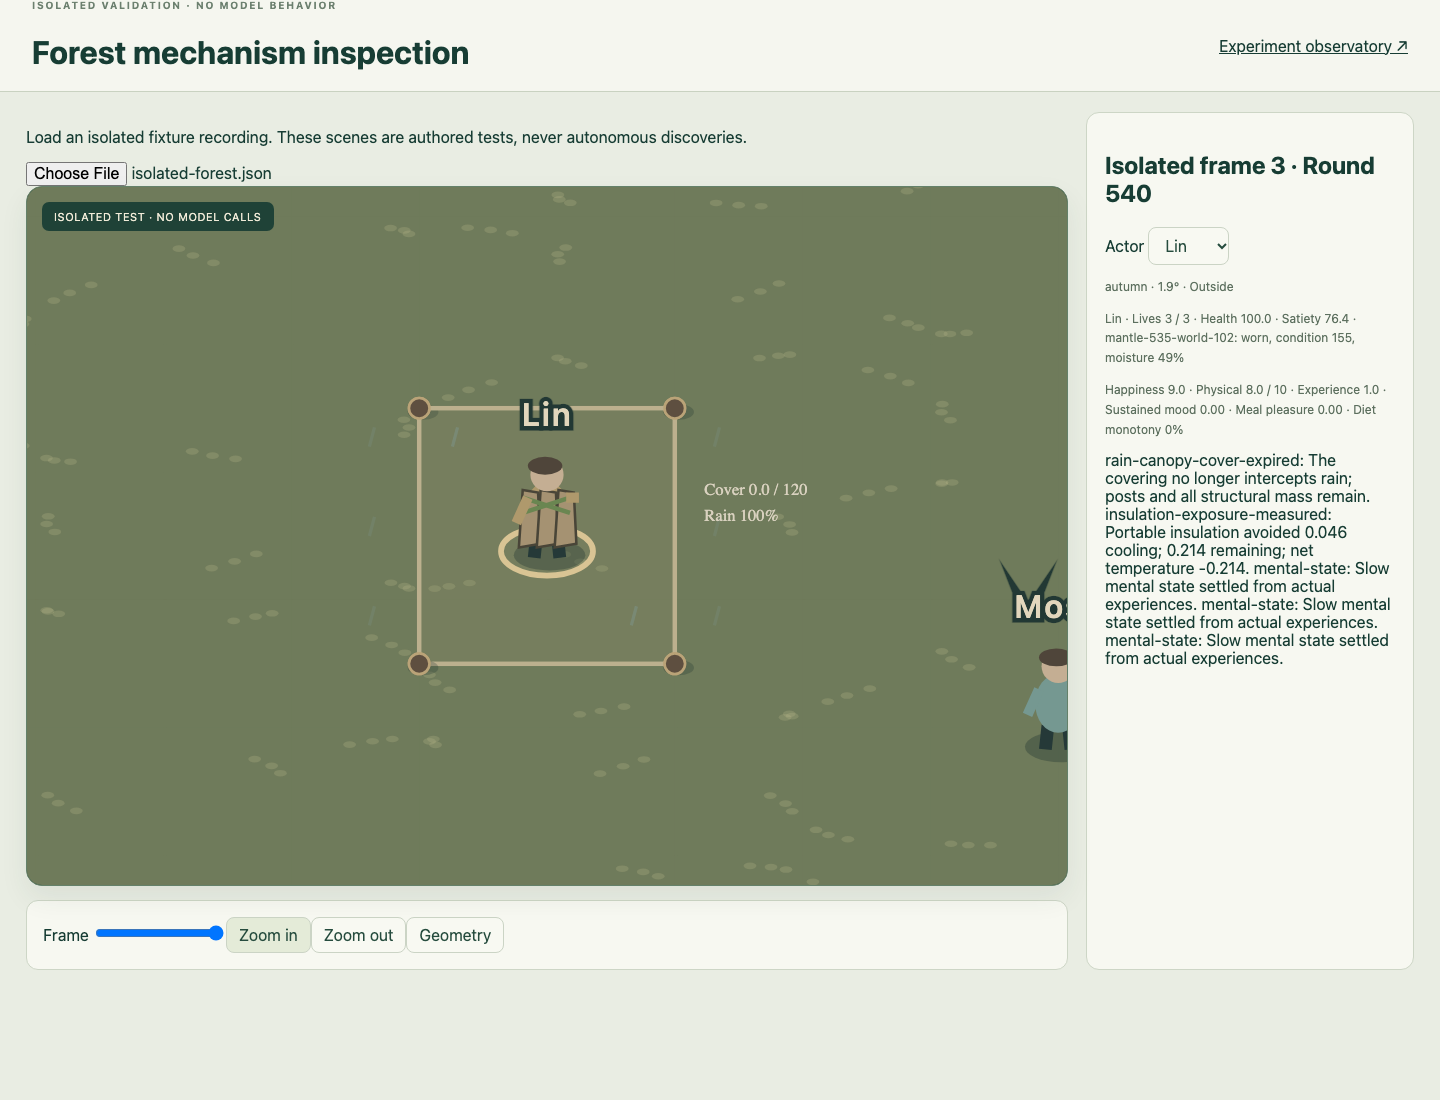 ISOLATED VALIDATION · NO MODEL BEHAVIOR
Forest mechanism inspection
Experiment observatory ↗
Load an isolated fixture recording. These scenes are authored tests, never autonomous discoveries.
Choose File isolated-forest.json
ISOLATED TEST · NO MODEL CALLS
Lin
Cover 0.0 / 120
Rain 100%
Mos
Frame
Zoom in
Zoom out
Geometry
Isolated frame 3 · Round
540
Actor Lin
autumn · 1.9° · Outside
Lin · Lives 3 / 3 · Health 100.0 · Satiety 76.4 ·
mantle-535-world-102: worn, condition 155,
moisture 49%
Happiness 9.0 · Physical 8.0 / 10 · Experience 1.0 ·
Sustained mood 0.00 · Meal pleasure 0.00 · Diet
monotony 0%
rain-canopy-cover-expired: The
covering no longer intercepts rain;
posts and all structural mass remain.
insulation-exposure-measured:
Portable insulation avoided 0.046
cooling; 0.214 remaining; net
temperature -0.214. mental-state: Slow
mental state settled from actual
experiences. mental-state: Slow mental
state settled from actual experiences.
mental-state: Slow mental state settled
from actual experiences.